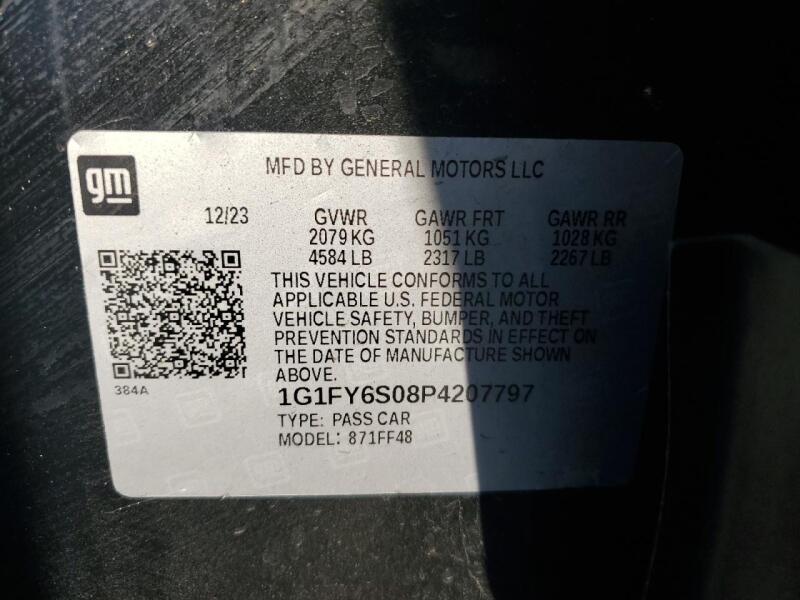 gm
MFD BY GENERAL MOTORS LLC
12/23 GVWR GAWR FRT GAWR RR
2079 KG 1051 KG 1028 KG
4584 LB 2317 LB 2267 LB
THIS VEHICLE CONFORMS TO ALL
APPLICABLE U.S. FEDERAL MOTOR
VEHICLE SAFETY, BUMPER, AND THEFT
PREVENTION STANDARDS IN EFFECT ON
THE DATE OF MANUFACTURE SHOWN
ABOVE.
384A
1G1FY6S08P4207797
TYPE: PASS CAR
MODEL: 871FF48